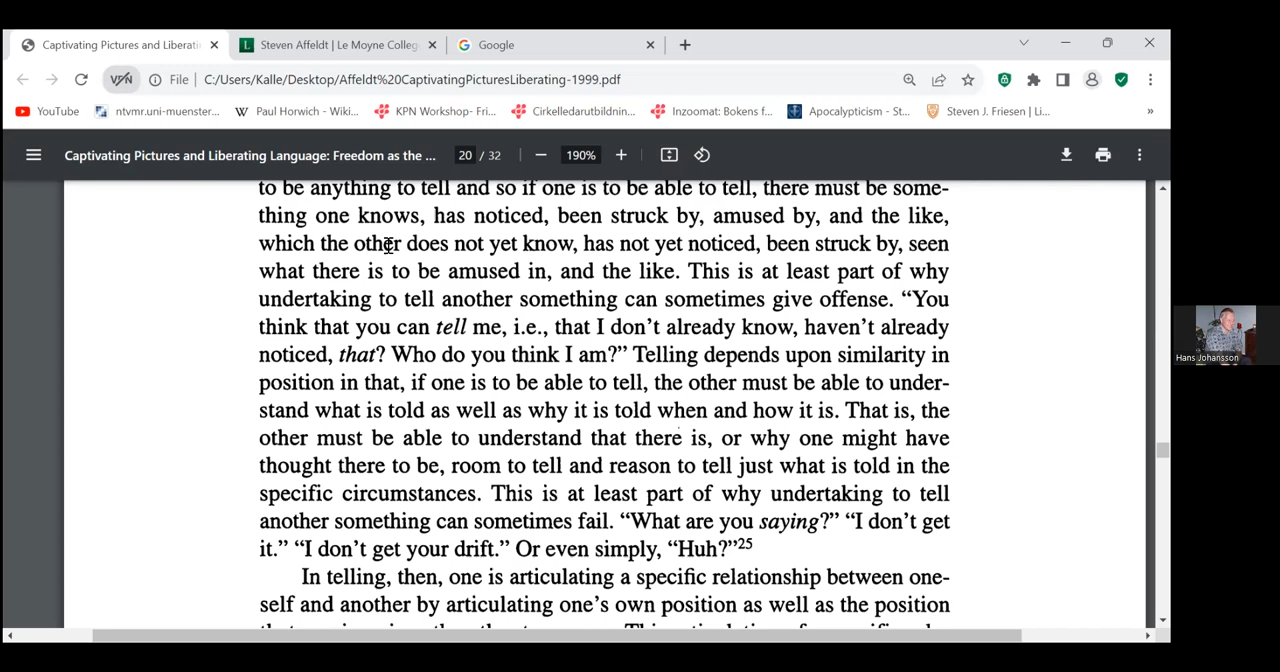 Captivating Pictures and Liberati
Steven Affeldt | Le Moyne Colleg
Google
VPN
File
C:/Users/Kalle/Desktop/Affeldt%20CaptivatingPicturesLiberating-1999.pdf
YouTube
ntvmr.uni-muenster...
Paul Horwich - Wiki...
KPN Workshop- Fri...
Cirkelledarutbildnin...
Inzoomat: Bokens f...
Apocalypticism - St...
Steven J. Friesen | Li...
»
Captivating Pictures and Liberating Language: Freedom as the ...
20 / 32
190%
to be anything to tell and so if one is to be able to tell, there must be some-
thing one knows, has noticed, been struck by, amused by, and the like,
which the other does not yet know, has not yet noticed, been struck by, seen
what there is to be amused in, and the like. This is at least part of why
undertaking to tell another something can sometimes give offense. “You
think that you can tell me, i.e., that I don’t already know, haven’t already
noticed, that? Who do you think I am?” Telling depends upon similarity in
position in that, if one is to be able to tell, the other must be able to under-
stand what is told as well as why it is told when and how it is. That is, the
other must be able to understand that there is, or why one might have
thought there to be, room to tell and reason to tell just what is told in the
specific circumstances. This is at least part of why undertaking to tell
another something can sometimes fail. “What are you saying?” “I don’t get
it.” “I don’t get your drift.” Or even simply, “Huh?”25
In telling, then, one is articulating a specific relationship between one-
self and another by articulating one’s own position as well as the position
Hans Johansson